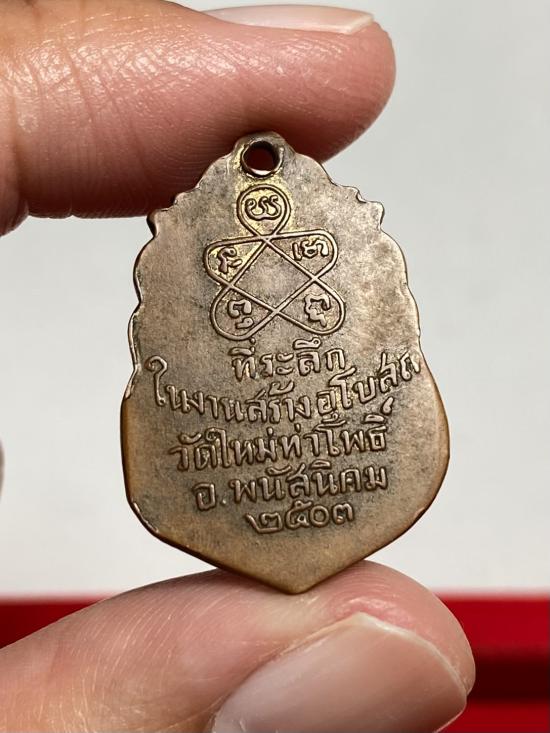 ที่ระลึก
ในงานสร้างอุโบสถ
วัดใหม่ท่าโพธิ์
อ.พนัสนิคม
๒๕๐๓